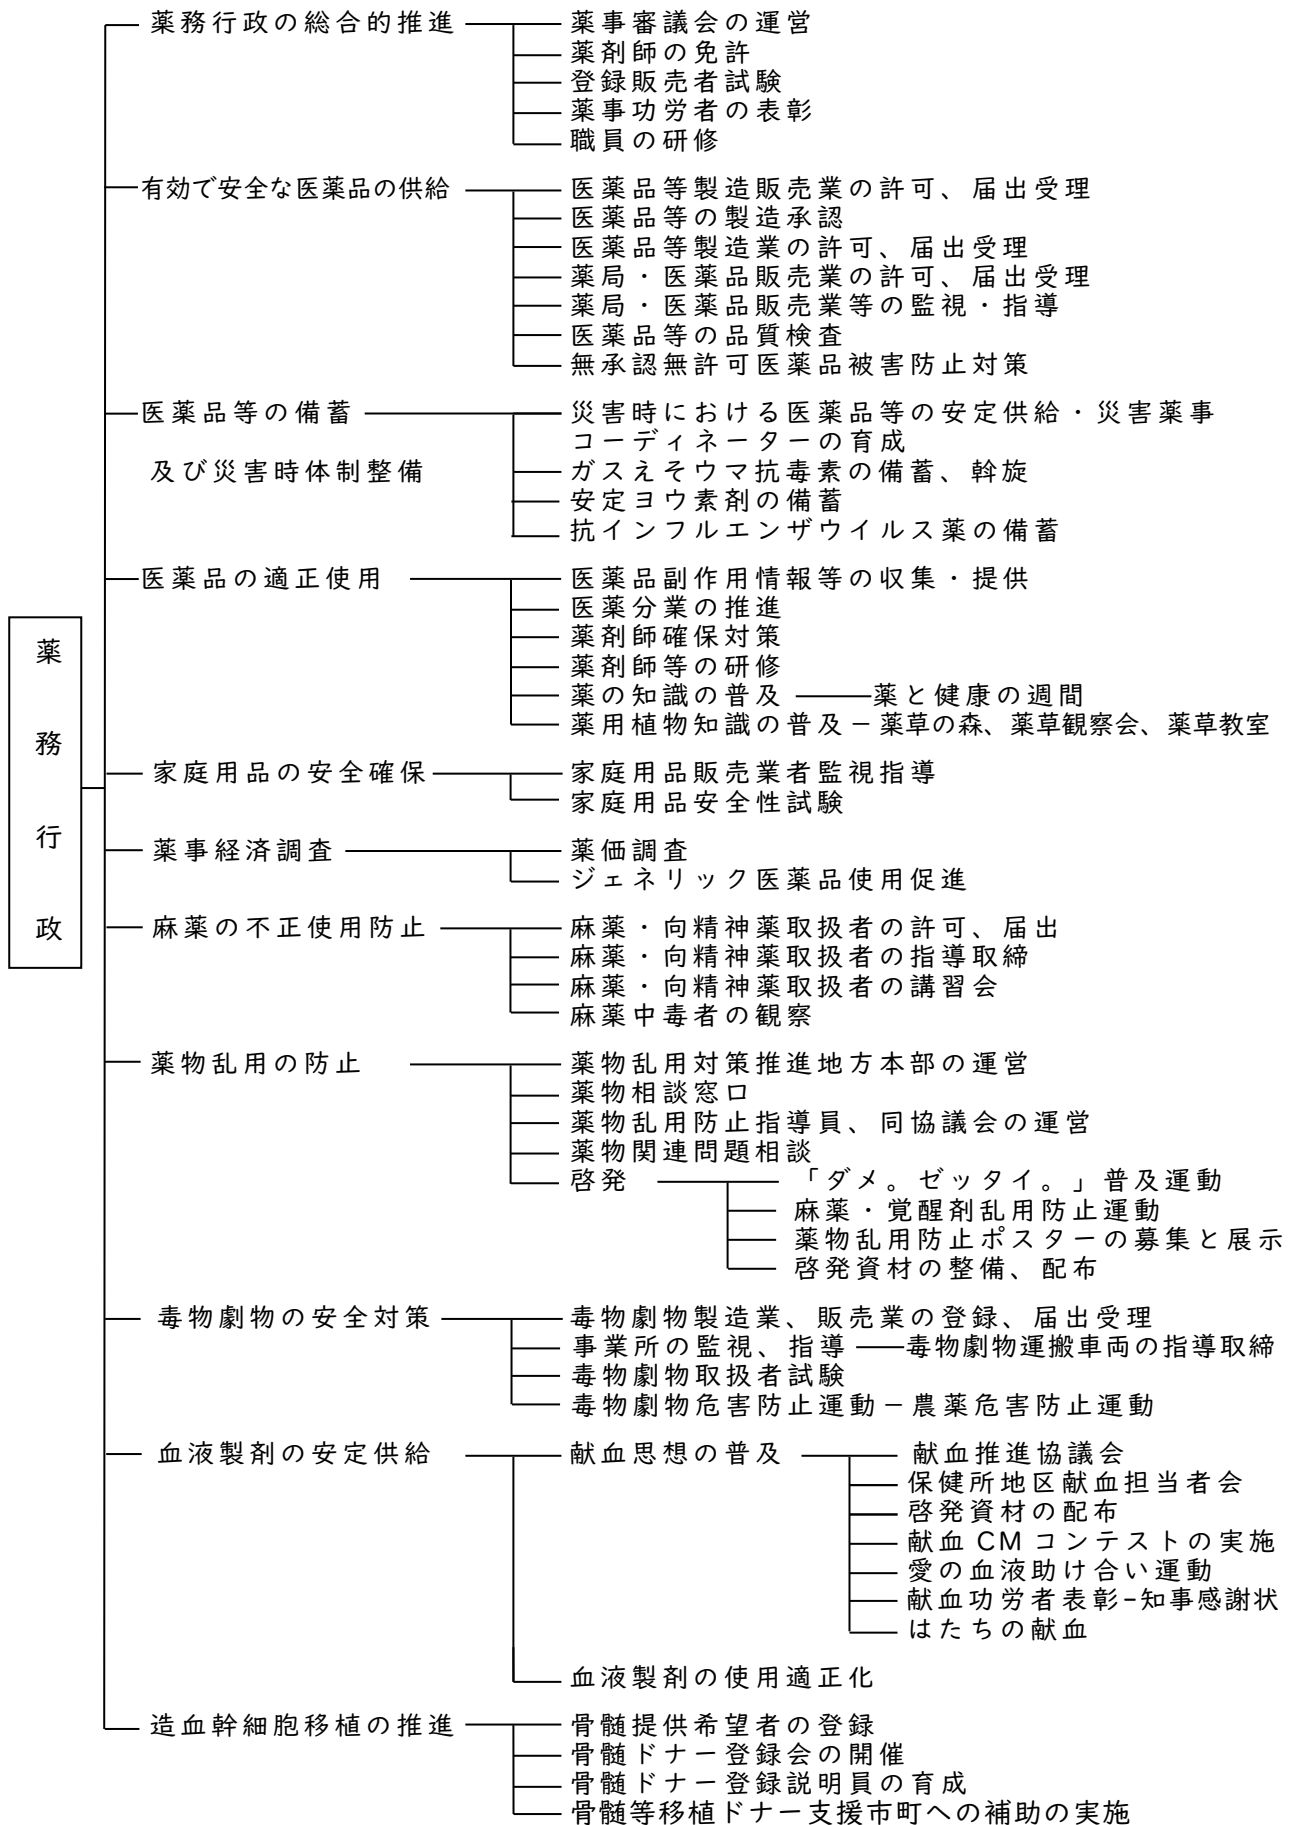 薬務行政の総合的推進
薬事審議会の運営
薬剤師の免許
登録販売者試験
薬事功労者の表彰
職員の研修
有効で安全な医薬品の供給
医薬品等製造販売業の許可、届出受理
医薬品等の製造承認
医薬品等製造業の許可、届出受理
薬局・医薬品販売業の許可、届出受理
薬局・医薬品販売業等の監視・指導
医薬品等の品質検査
無承認無許可医薬品被害防止対策
医薬品等の備蓄
及び災害時体制整備
災害時における医薬品等の安定供給・災害薬事
コーディネーターの育成
ガスえそウマ抗毒素の備蓄、斡旋
安定ヨウ素剤の備蓄
抗インフルエンザウイルス薬の備蓄
医薬品の適正使用
医薬品副作用情報等の収集・提供
医薬分業の推進
薬剤師確保対策
薬剤師等の研修
薬の知識の普及 ――薬と健康の週間
薬用植物知識の普及－薬草の森、薬草観察会、薬草教室
薬務行政
家庭用品の安全確保
家庭用品販売業者監視指導
家庭用品安全性試験
薬事経済調査
薬価調査
ジェネリック医薬品使用促進
麻薬の不正使用防止
麻薬・向精神薬取扱者の許可、届出
麻薬・向精神薬取扱者の指導取締
麻薬・向精神薬取扱者の講習会
麻薬中毒者の観察
薬物乱用の防止
薬物乱用対策推進地方本部の運営
薬物相談窓口
薬物乱用防止指導員、同協議会の運営
薬物関連問題相談
啓発
「ダメ。ゼッタイ。」普及運動
麻薬・覚醒剤乱用防止運動
薬物乱用防止ポスターの募集と展示
啓発資材の整備、配布
毒物劇物の安全対策
毒物劇物製造業、販売業の登録、届出受理
事業所の監視、指導 ――毒物劇物運搬車両の指導取締
毒物劇物取扱者試験
毒物劇物危害防止運動－農薬危害防止運動
血液製剤の安定供給
献血思想の普及
献血推進協議会
保健所地区献血担当者会
啓発資材の配布
献血 CM コンテストの実施
愛の血液助け合い運動
献血功労者表彰-知事感謝状
はたちの献血
血液製剤の使用適正化
造血幹細胞移植の推進
骨髄提供希望者の登録
骨髄ドナー登録会の開催
骨髄ドナー登録説明員の育成
骨髄等移植ドナー支援市町への補助の実施